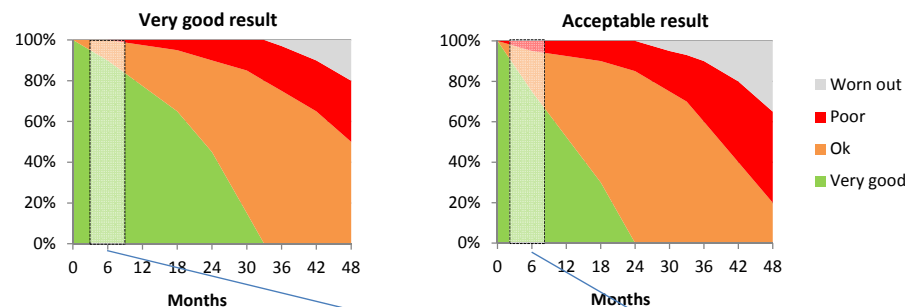 Very good result
100%
80%
60%
40%
20%
0%
0 6 12 18 24 30 36 42 48
Months
Acceptable result
100%
80%
60%
40%
20%
0%
0 6 12 18 24 30 36 42 48
Months
Worn out
Poor
Ok
Very good